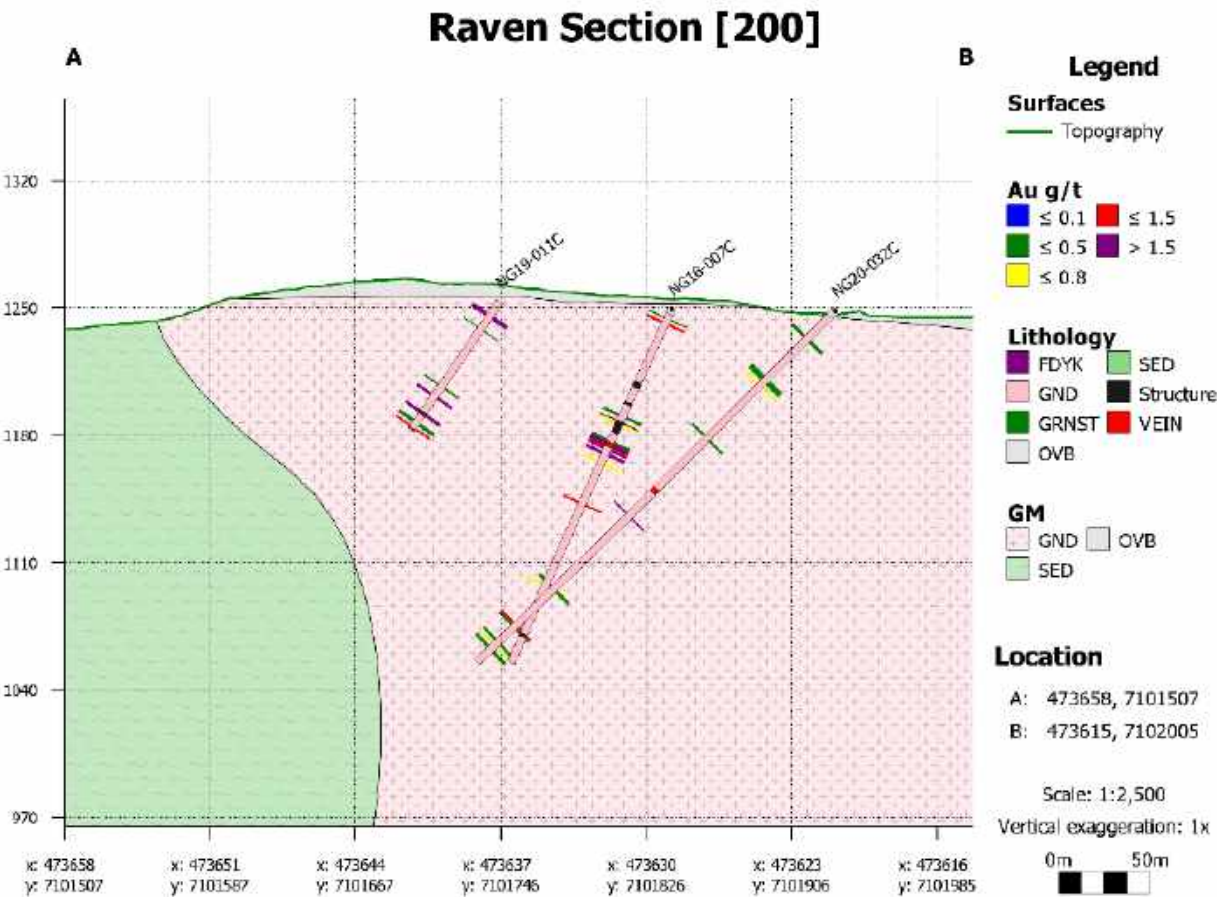 Raven Section [200]
A
B
1320
1250
1180
1110
1040
970
NG19-011C
NG18-007C
NG20-032C
x: 473658
y: 7101507
x: 473651
y: 7101587
x: 473644
y: 7101667
x: 473637
y: 7101746
x: 473630
y: 7101826
x: 473623
y: 7101906
x: 473616
y: 7101985
Legend
Surfaces
Topography
Au g/t
≤ 0.1
≤ 1.5
≤ 0.5
> 1.5
≤ 0.8
Lithology
FDYK
SED
GND
Structure
GRNST
VEIN
OVB
GM
GND
OVB
SED
Location
A: 473658, 7101507
B: 473615, 7102005
Scale: 1:2,500
Vertical exaggeration: 1x
0m 50m